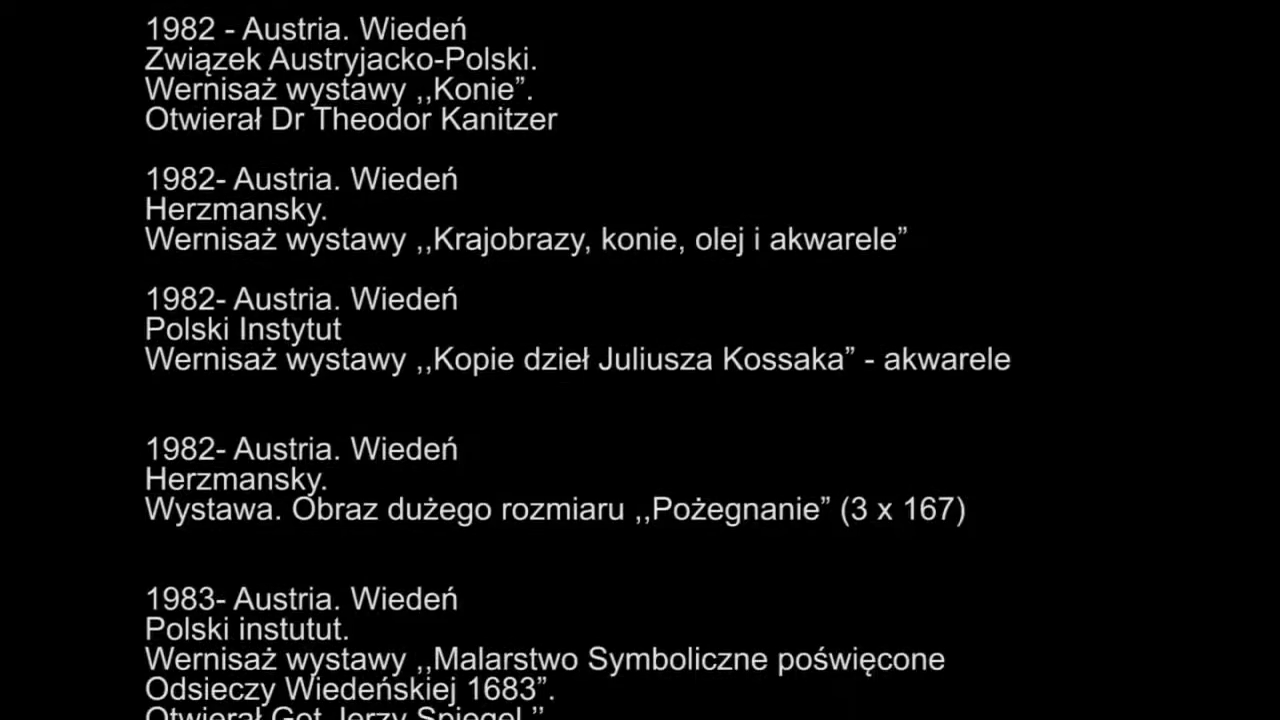 1982 - Austria. Wiedeń
Związek Austryjacko-Polski.
Wernisaż wystawy ,,Konie”.
Otwierał Dr Theodor Kanitzer
1982- Austria. Wiedeń
Herzmansky.
Wernisaż wystawy ,,Krajobrazy, konie, olej i akwarele”
1982- Austria. Wiedeń
Polski Instytut
Wernisaż wystawy ,,Kopie dzieł Juliusza Kossaka” - akwarele
1982- Austria. Wiedeń
Herzmansky.
Wystawa. Obraz dużego rozmiaru ,,Pożegnanie” (3 x 167)
1983- Austria. Wiedeń
Polski instutut.
Wernisaż wystawy ,,Malarstwo Symboliczne poświęcone
Odsieczy Wiedeńskiej 1683”.
Otwierał Jerzy